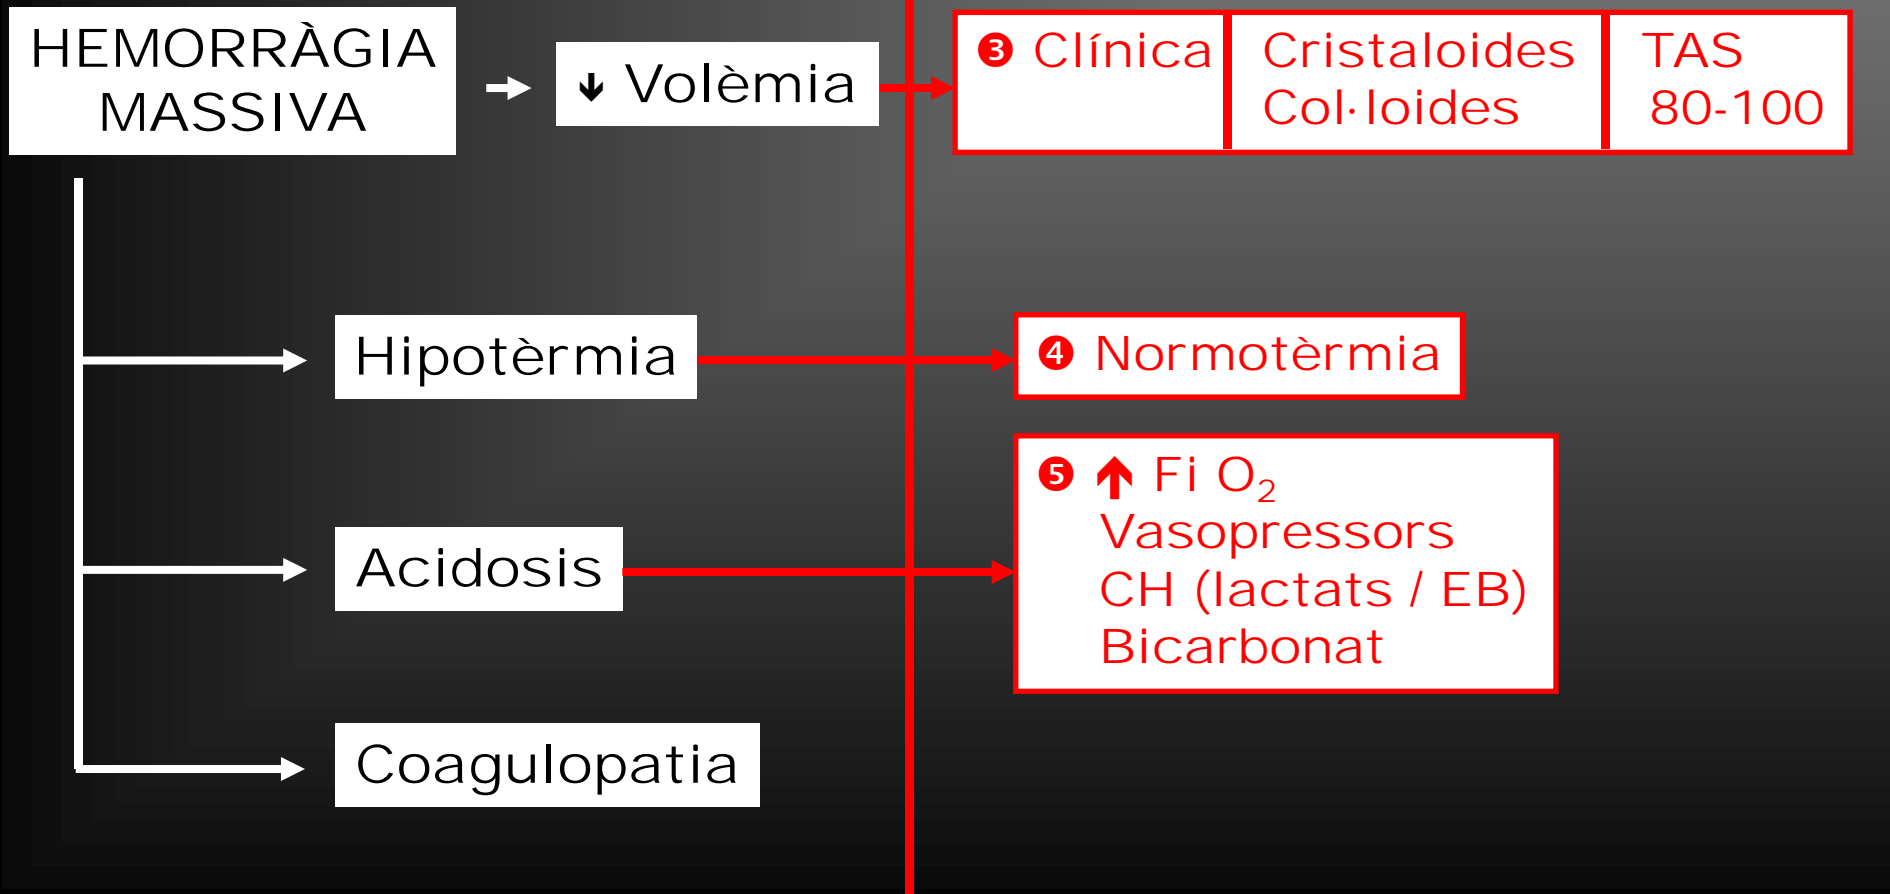 HEMORRÀGIA
MASSIVA
🡻 Volèmia
❸ Clínica
Cristaloides
Col·loides
TAS
80-100
Hipotèrmia
❹ Normotèrmia
Acidosis
❺ 🡹 Fi O₂
Vasopressors
CH (lactats / EB)
Bicarbonat
Coagulopatia